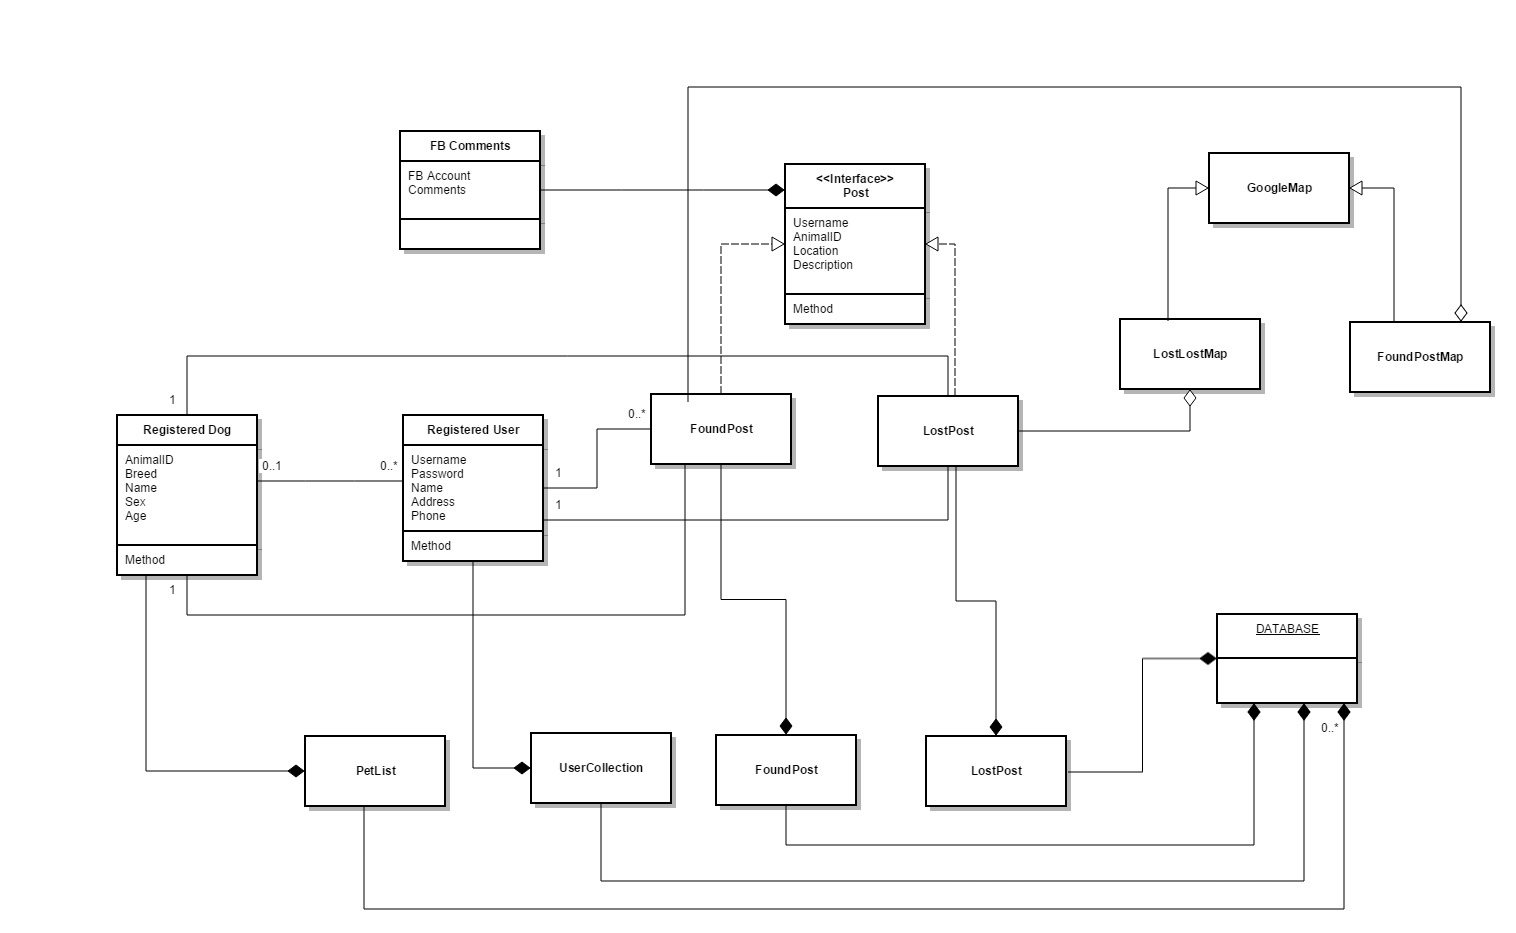 FB Comments
FB Account
Comments
<<Interface>>
Post
Username
AnimalID
Location
Description
Method
GoogleMap
LostLostMap
FoundPostMap
1
Registered Dog
AnimalID
Breed
Name
Sex
Age
Method
1
0..1
0..*
Registered User
Username
Password
Name
Address
Phone
Method
1
1
0..*
FoundPost
LostPost
DATABASE
0..*
PetList
UserCollection
FoundPost
LostPost